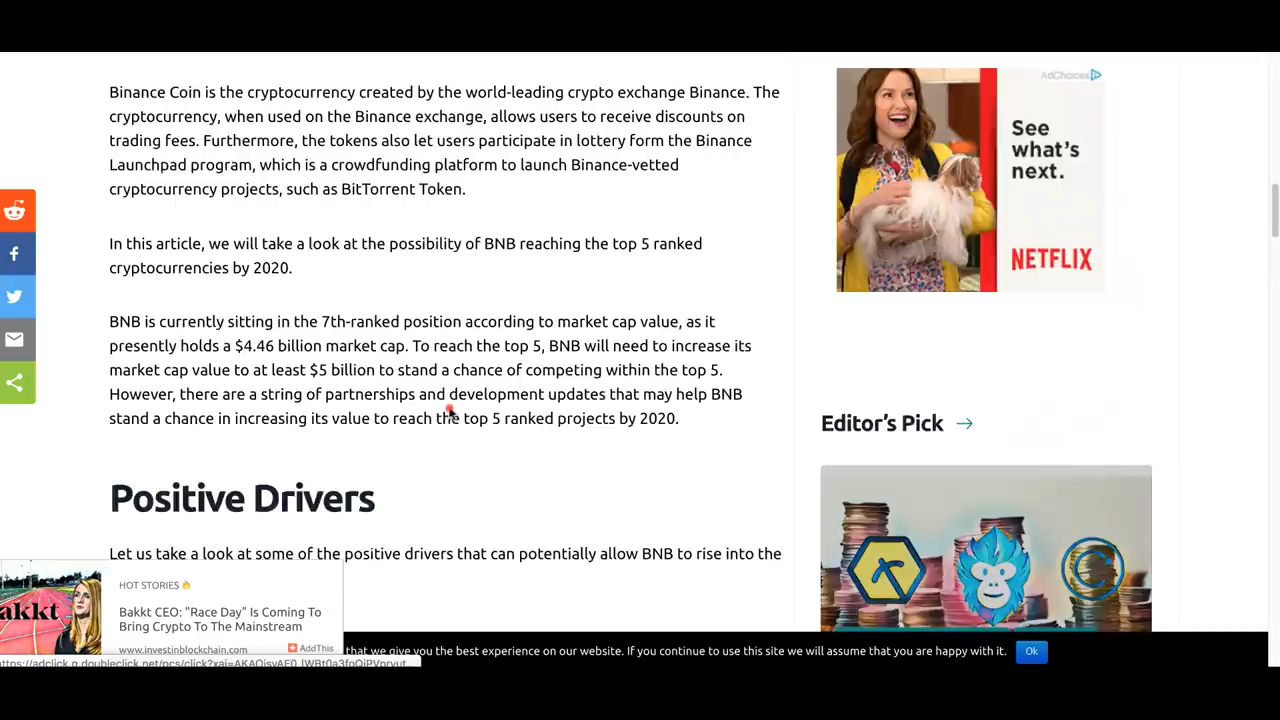 Binance Coin is the cryptocurrency created by the world-leading crypto exchange Binance. The
cryptocurrency, when used on the Binance exchange, allows users to receive discounts on
trading fees. Furthermore, the tokens also let users participate in lottery form the Binance
Launchpad program, which is a crowdfunding platform to launch Binance-vetted
cryptocurrency projects, such as BitTorrent Token.
In this article, we will take a look at the possibility of BNB reaching the top 5 ranked
cryptocurrencies by 2020.
BNB is currently sitting in the 7th-ranked position according to market cap value, as it
presently holds a $4.46 billion market cap. To reach the top 5, BNB will need to increase its
market cap value to at least $5 billion to stand a chance of competing within the top 5.
However, there are a string of partnerships and development updates that may help BNB
stand a chance in increasing its value to reach the top 5 ranked projects by 2020.
Positive Drivers
Let us take a look at some of the positive drivers that can potentially allow BNB to rise into the
AdChoices
See
what's
next.
NETFLIX
Editor's Pick
akkt
HOT STORIES
Bakkt CEO: "Race Day" Is Coming To
Bring Crypto To The Mainstream
www.investinblockchain.com
AddThis
that we give you the best experience on our website. If you continue to use this site we will assume that you are happy with it.
Ok